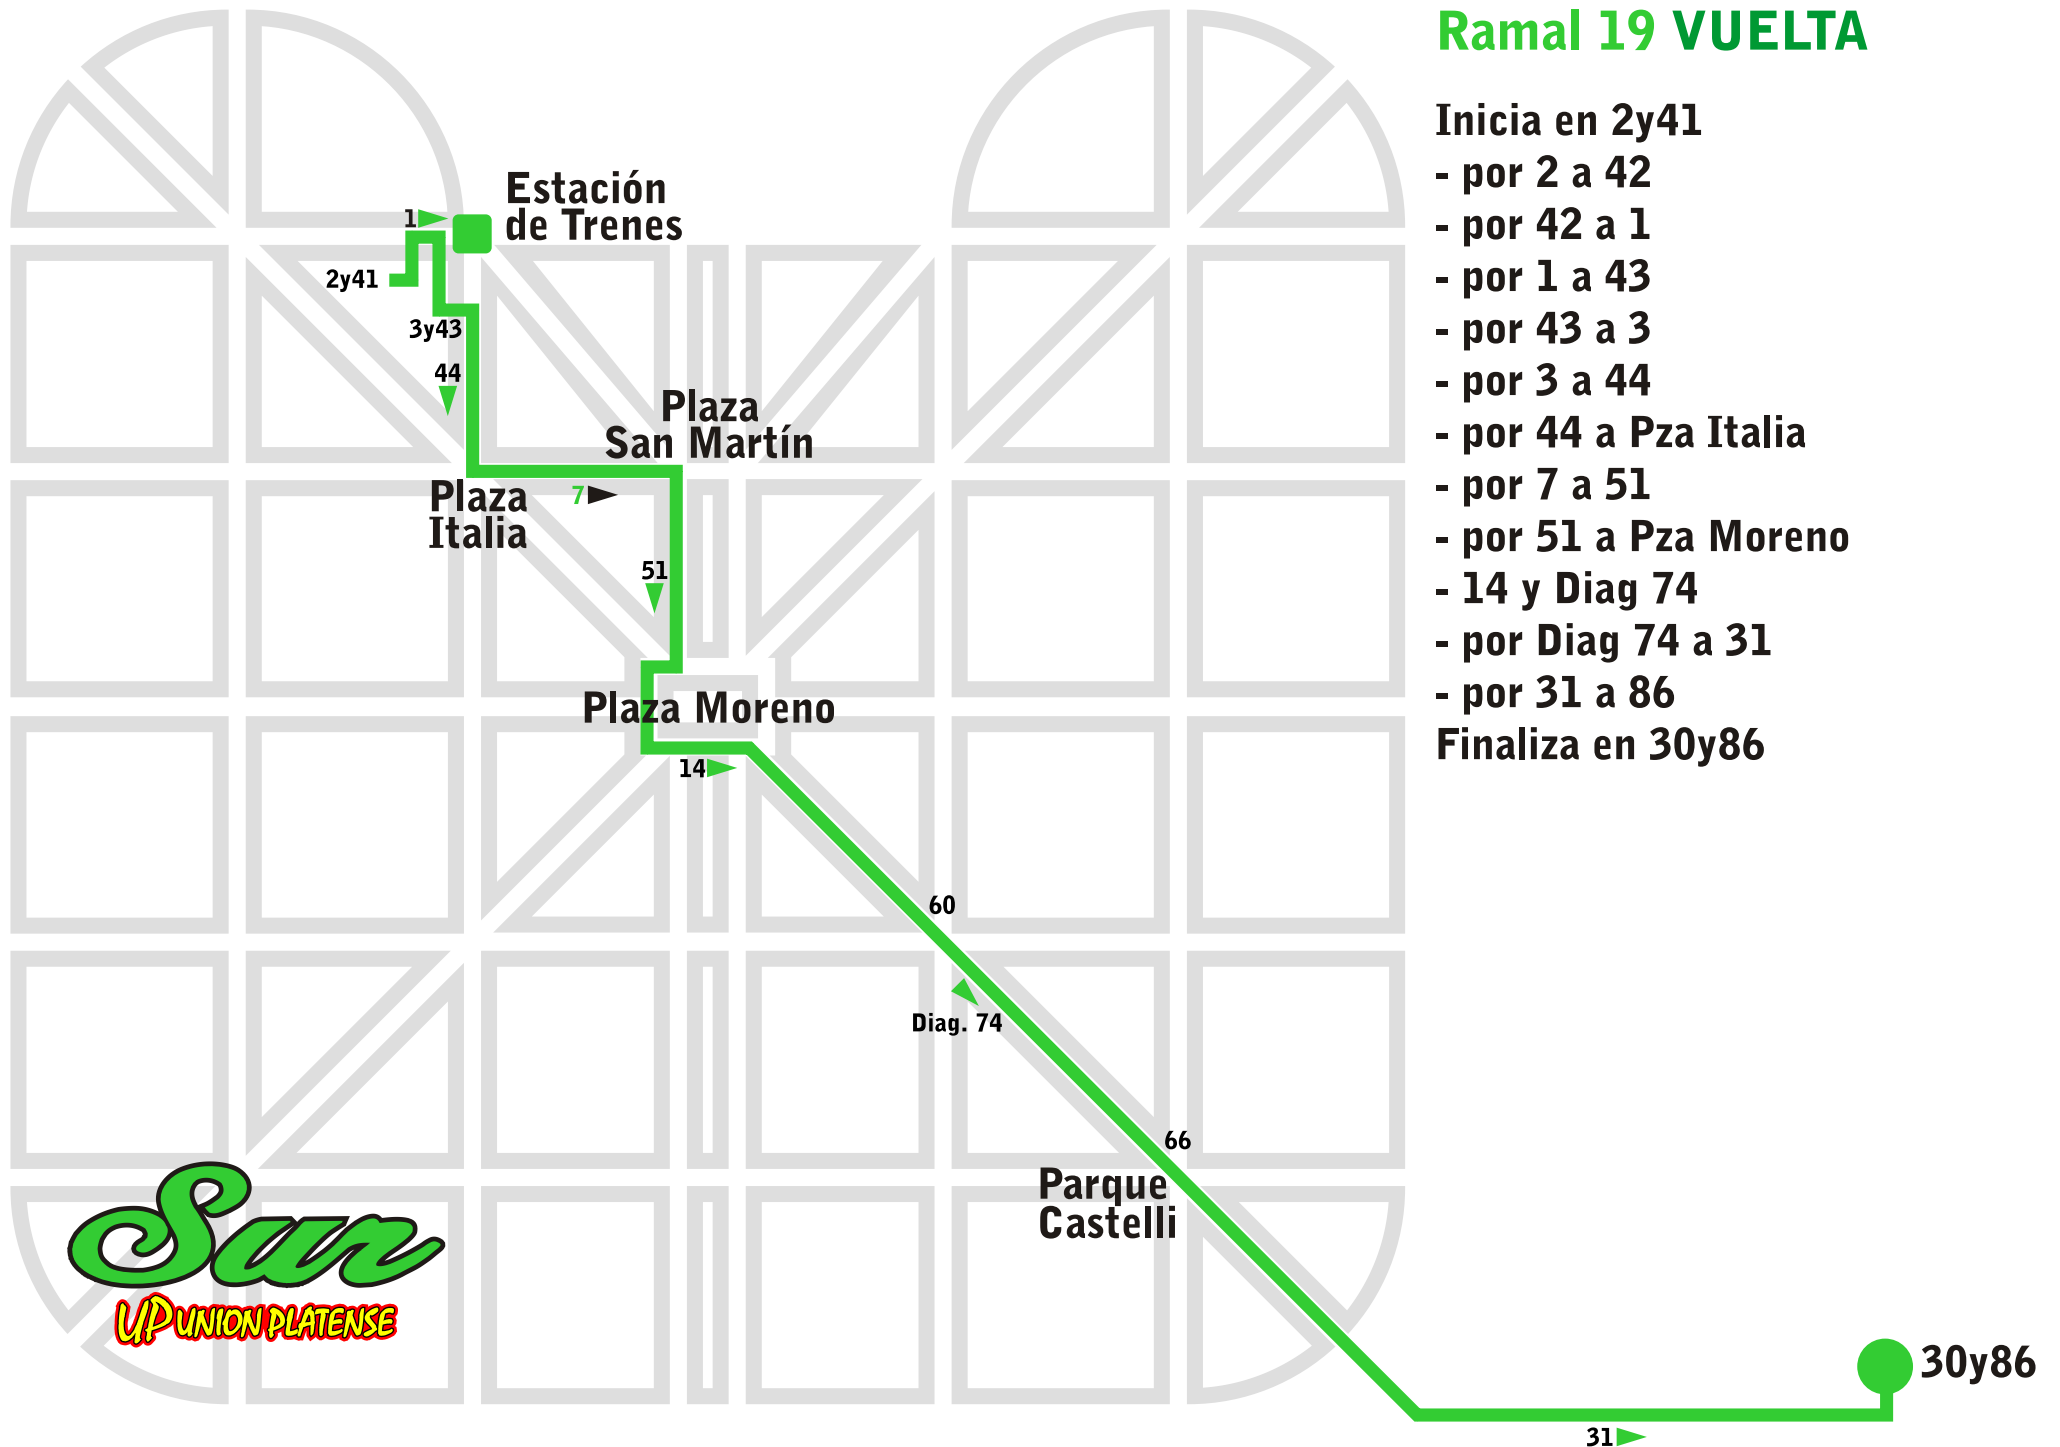 Ramal 19 VUELTA
Inicia en 2y41
- por 2 a 42
- por 42 a 1
- por 1 a 43
- por 43 a 3
- por 3 a 44
- por 44 a Pza Italia
- por 7 a 51
- por 51 a Pza Moreno
- 14 y Diag 74
- por Diag 74 a 31
- por 31 a 86
Finaliza en 30y86
Estación
de Trenes
1
2y41
3y43
44
Plaza
San Martín
Plaza
Italia
7
51
Plaza Moreno
14
60
Diag. 74
66
Parque
Castelli
Sur
UP UNION PLATENSE
30y86
31